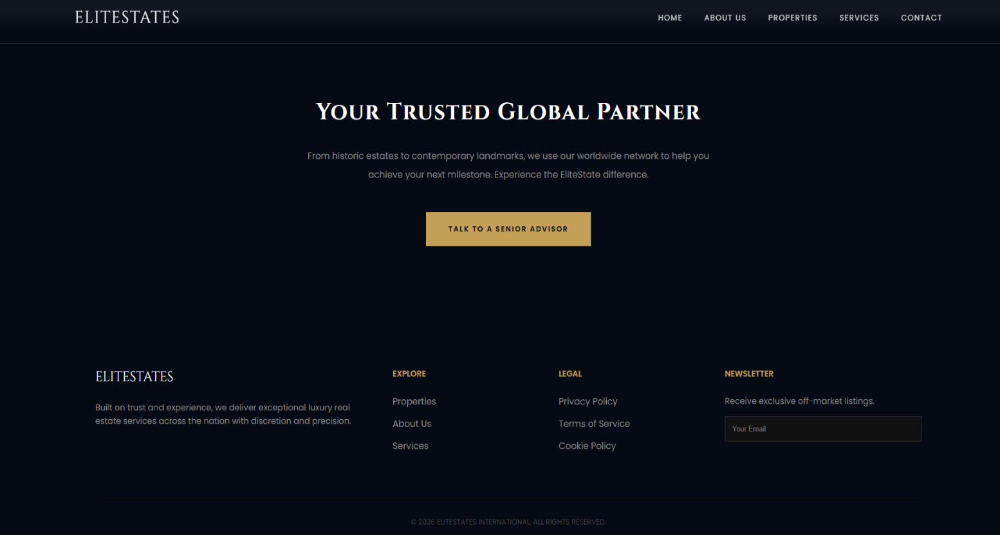 ELITESTATES
HOME ABOUT US PROPERTIES SERVICES CONTACT
Your Trusted Global Partner
From historic estates to contemporary landmarks, we use our worldwide network to help you
achieve your next milestone. Experience the EliteState difference.
TALK TO A SENIOR ADVISOR
ELITESTATES
Built on trust and experience, we deliver exceptional luxury real
estate services across the nation with discretion and precision.
EXPLORE
Properties
About Us
Services
LEGAL
Privacy Policy
Terms of Service
Cookie Policy
NEWSLETTER
Receive exclusive off-market listings.
Your Email
© 2026 ELITESTATES INTERNATIONAL. ALL RIGHTS RESERVED.